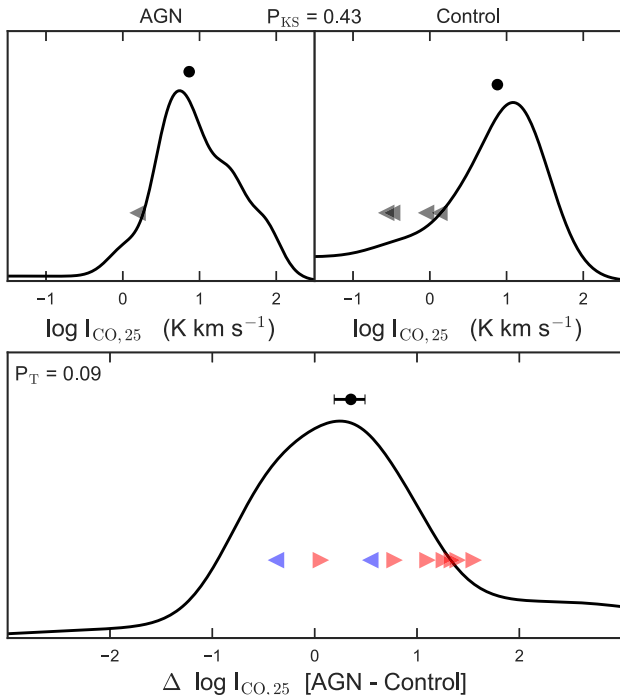 AGN P_KS = 0.43 Control
−1 0 1 2 −1 0 1 2
log I_CO, 25 (K km s⁻¹) log I_CO, 25 (K km s⁻¹)
P_T = 0.09
−2 −1 0 1 2
Δ log I_CO, 25 [AGN - Control]